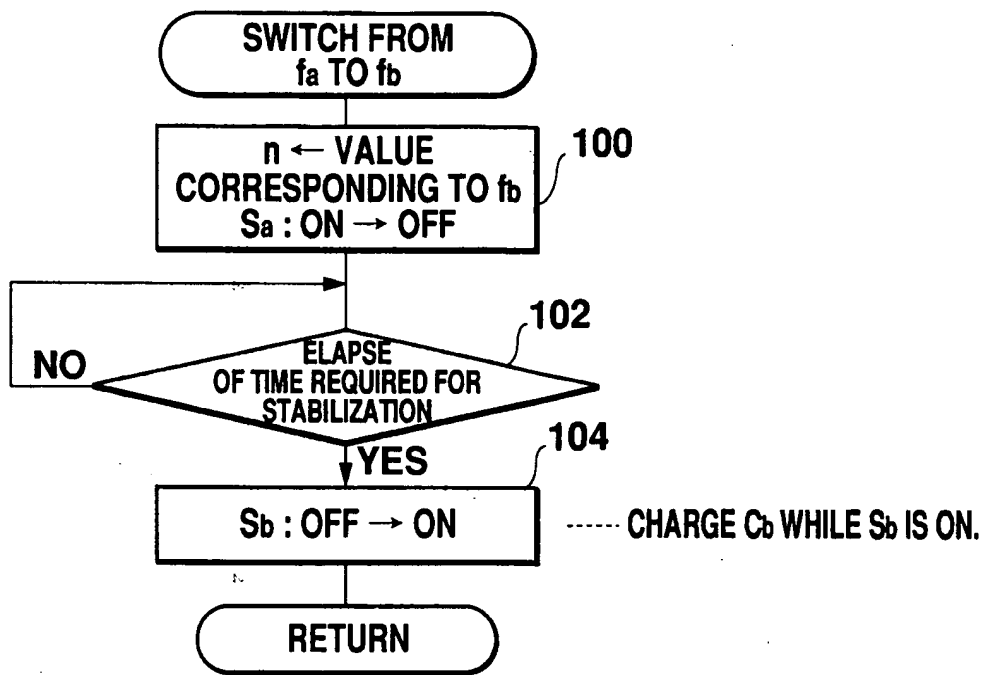 SWITCH FROM
fa TO fb
n ← VALUE
CORRESPONDING TO fb
Sa : ON → OFF
100
102
ELAPSE
OF TIME REQUIRED FOR
STABILIZATION
NO
YES
104
Sb : OFF → ON
------ CHARGE Cb WHILE Sb IS ON.
RETURN